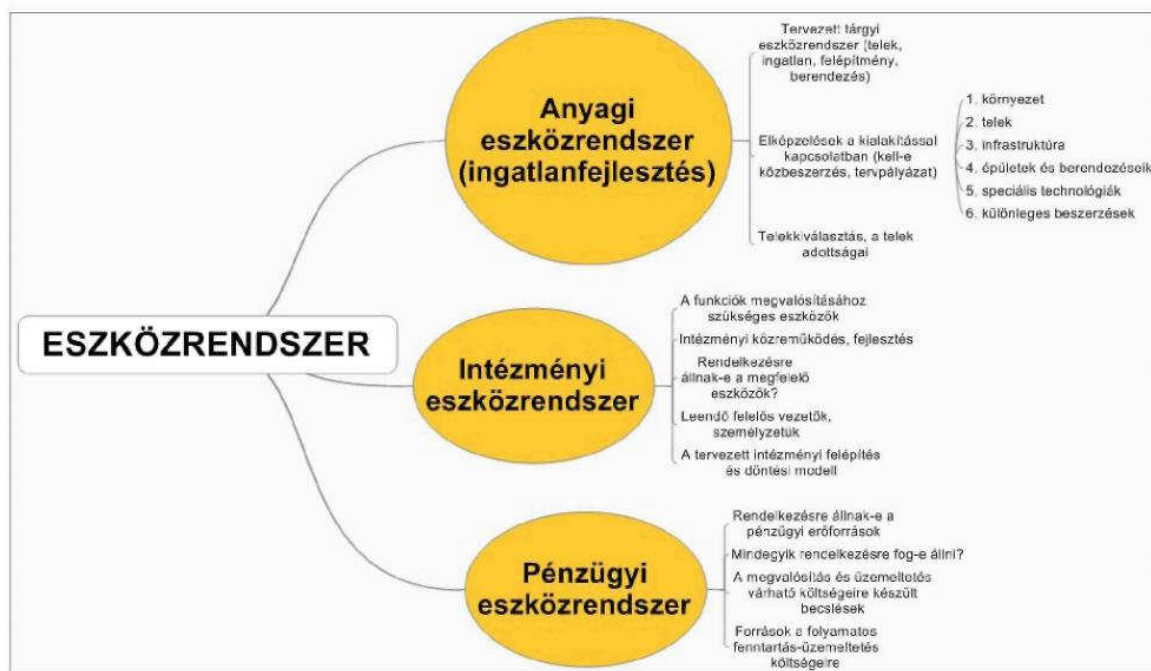 ESZKÖZRENDSZER
Anyagi
eszközrendszer
(ingatlanfejlesztés)
Tervezett tárgyi
eszközrendszer (telek,
ingatlan, felépítmény,
berendezés)
Elképzelések a kialakítással
kapcsolatban (kell-e
közbeszerzés, tervpályázat)
1. környezet
2. telek
3. infrastruktúra
4. épületek és berendezéseik
5. speciális technológiák
6. különleges beszerzések
Telekkiválasztás, a telek
adottságai
Intézményi
eszközrendszer
A funkciók megvalósításához
szükséges eszközök
Intézményi közreműködés, fejlesztés
Rendelkezésre
állnak-e a megfelelő
eszközök?
Leendő felelős vezetők,
személyzetük
A tervezett intézményi felépítés
és döntési modell
Pénzügyi
eszközrendszer
Rendelkezésre állnak-e a
pénzügyi erőforrások
Mindegyik rendelkezésre fog-e állni?
A megvalósítás és üzemeltetés
várható költségeire készült
becslések
Források a folyamatos
fenntartás-üzemeltetés
költségeire